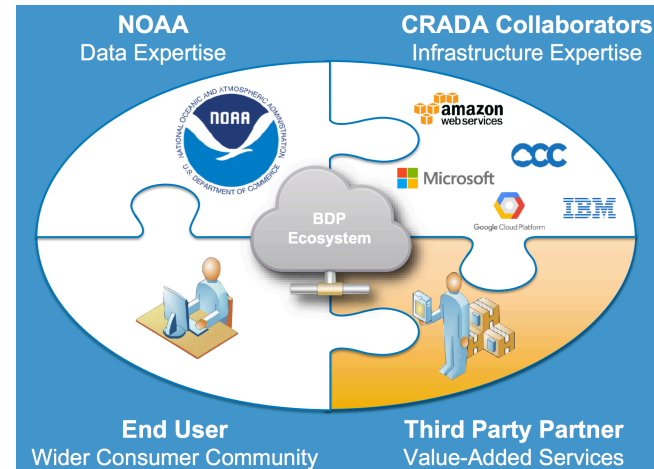 NOAA
Data Expertise
CRADA Collaborators
Infrastructure Expertise
NATIONAL OCEANIC AND ATMOSPHERIC ADMINISTRATION
NOAA
U.S. DEPARTMENT OF COMMERCE
amazon
web services
OCC
Microsoft
Google Cloud Platform
IBM
BDP
Ecosystem
End User
Wider Consumer Community
Third Party Partner
Value-Added Services